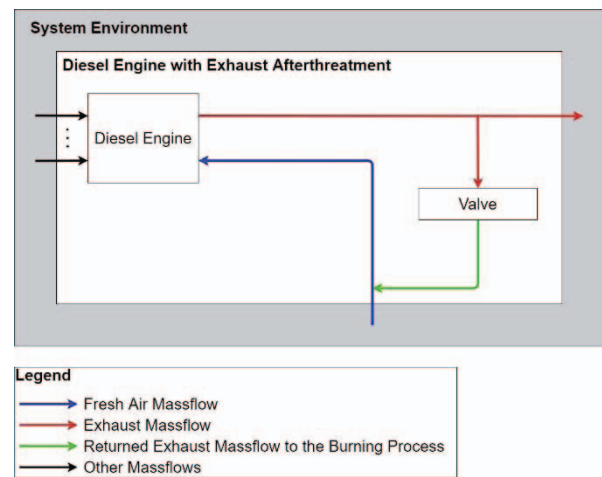 System Environment
Diesel Engine with Exhaust Afterthreatment
Diesel Engine
Valve
Legend
Fresh Air Massflow
Exhaust Massflow
Returned Exhaust Massflow to the Burning Process
Other Massflows